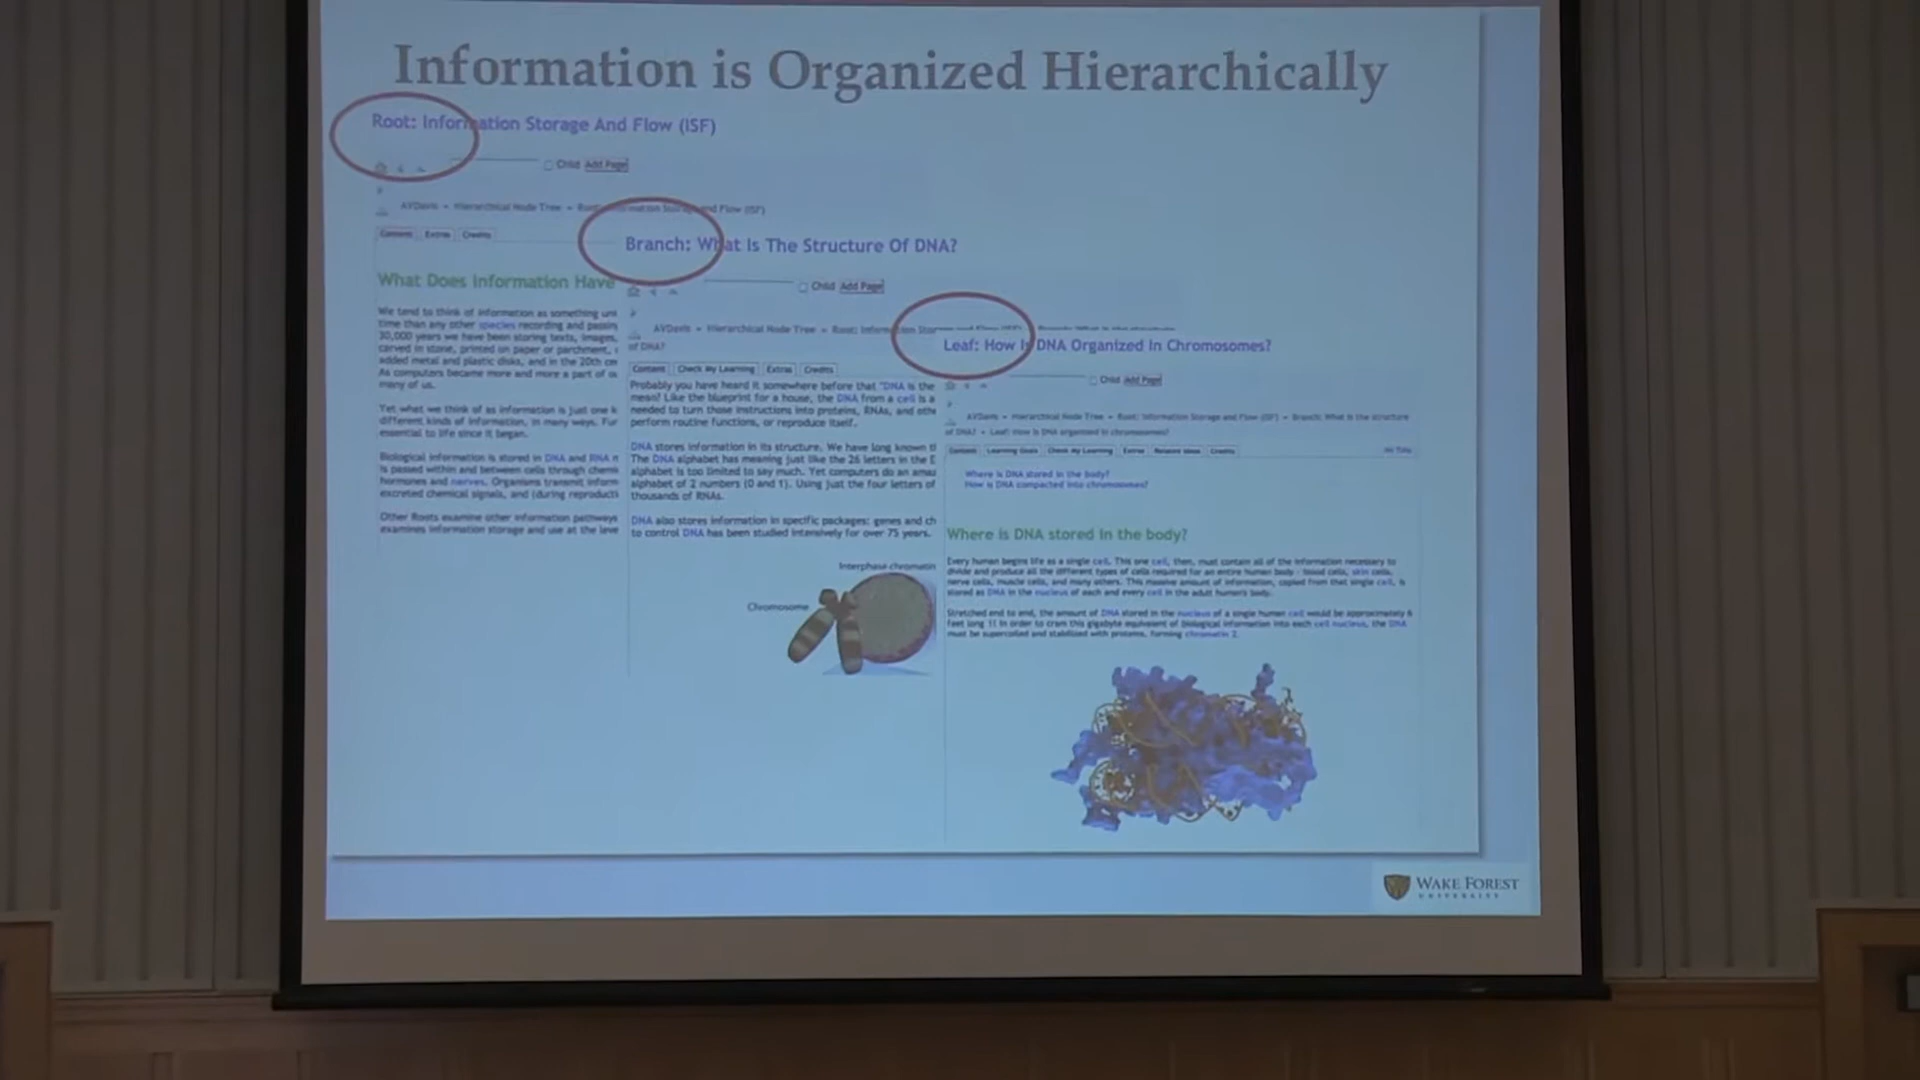 Information is Organized Hierarchically
Root: Information Storage And Flow (ISF)
Child Add Page
AVDavis » Hierarchical Node Tree » Root: Information Storage and Flow (ISF)
Content Extras Credits
What Does Information Have
We tend to think of information as something uni
time than any other species recording and passin
30,000 years we have been storing texts, images,
carved in stone, printed on paper or parchment,
added metal and plastic disks, and in the 20th cen
As computers became more and more a part of ou
many of us.
Yet what we think of as information is just one k
different kinds of information, in many ways. Fur
essential to life since it began.
Biological information is stored in DNA and RNA m
is passed within and between cells through chemi
hormones and nerves. Organisms transmit inform
excreted chemical signals, and (during reproducti
Other Roots examine other information pathways
examines information storage and use at the leve
Branch: What Is The Structure Of DNA?
Child Add Page
AVDavis » Hierarchical Node Tree » Root: Information Storage and Flow (ISF)
of DNA?
Content Check My Learning Extras Credits
Probably you have heard it somewhere before that "DNA is the
mean? Like the blueprint for a house, the DNA from a cell is a
needed to turn those instructions into proteins, RNAs, and othe
perform routine functions, or reproduce itself.
DNA stores information in its structure. We have long known t
The DNA alphabet has meaning just like the 26 letters in the E
alphabet is too limited to say much. Yet computers do an amaz
alphabet of 2 numbers (0 and 1). Using just the four letters of
thousands of RNAs.
DNA also stores information in specific packages: genes and ch
to control DNA has been studied intensively for over 75 years.
Interphase chromatin
Chromosome
Leaf: How Is DNA Organized In Chromosomes?
Child Add Page
AVDavis » Hierarchical Node Tree » Root: Information Storage and Flow (ISF) » Branch: What is the structure
of DNA? » Leaf: How is DNA organized in chromosomes?
Content Learning Goals Check My Learning Extras Related Ideas Credits
Where is DNA stored in the body?
How is DNA compacted into chromosomes?
Where is DNA stored in the body?
Every human begins life as a single cell. This one cell, then, must contain all of the information necessary to
divide and produce all the different types of cells required for an entire human body - blood cells, skin cells,
nerve cells, muscle cells, and many others. This massive amount of information, copied from that single cell, is
stored as DNA in the nucleus of each and every cell in the adult human's body.
Stretched end to end, the amount of DNA stored in the nucleus of a single human cell would be approximately 6
feet long 1! In order to cram this gigabyte equivalent of biological information into each cell nucleus, the DNA
must be supercoiled and stabilized with proteins, forming chromatin 2.
WAKE FOREST
UNIVERSITY